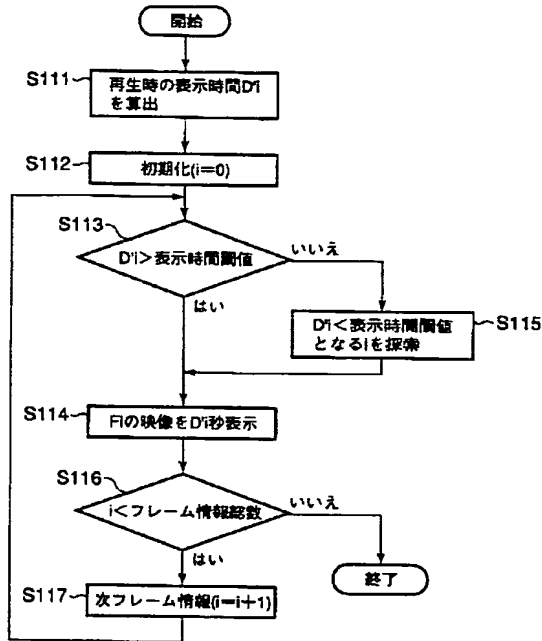 開始
S111
再生時の表示時間D'i
を算出
S112
初期化(i=0)
S113
D'i>表示時間閾値
いいえ
はい
D'i<表示時間閾値
となるiを探索
S115
S114
Fiの映像をD'i秒表示
S116
i<フレーム情報総数
いいえ
はい
終了
S117
次フレーム情報(i=i+1)